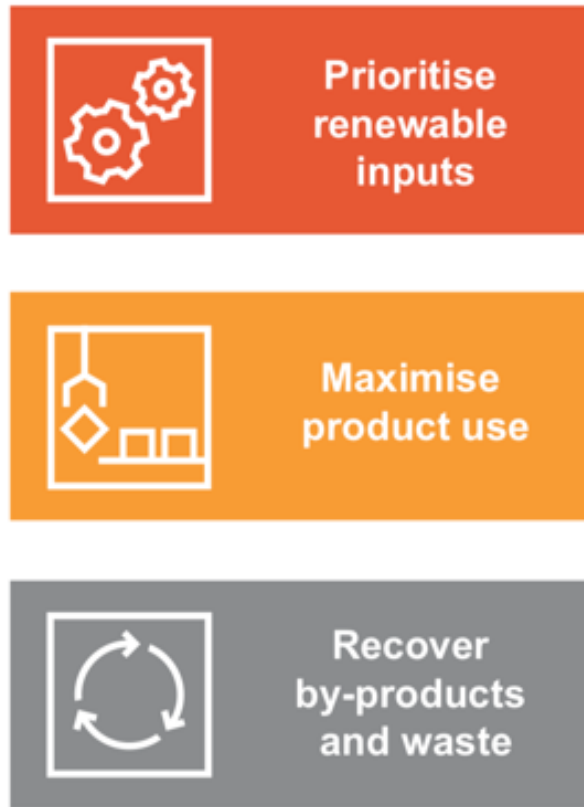 Prioritise
renewable
inputs
Maximise
product use
Recover
by-products
and waste